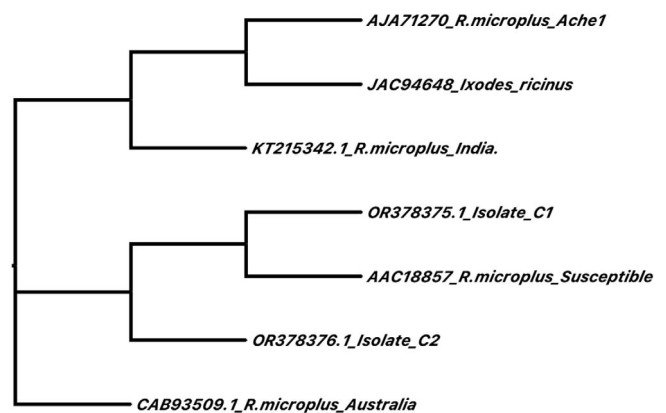 AJA71270_R.microplus_Ache1
JAC94648_Ixodes_ricinus
KT215342.1_R.microplus_India.
OR378375.1_Isolate_C1
AAC18857_R.microplus_Susceptible
OR378376.1_Isolate_C2
CAB93509.1_R.microplus_Australia